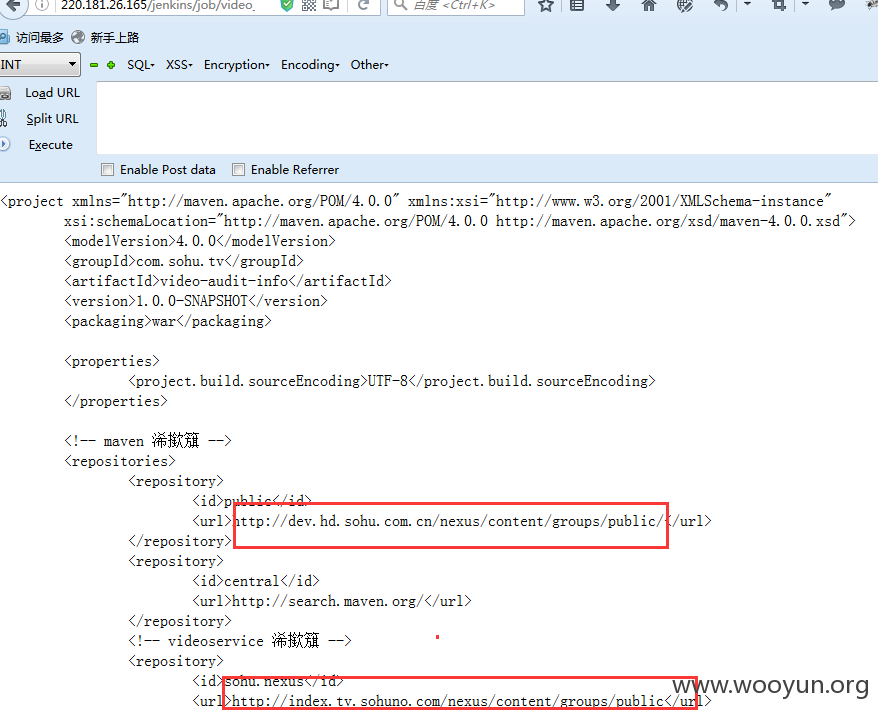 220.181.26.165/jenkins/job/video_
百度 <Ctrl+K>
访问最多 新手上路
INT SQL XSS Encryption Encoding Other
Load URL
Split URL
Execute
Enable Post data Enable Referrer
<project xmlns="http://maven.apache.org/POM/4.0.0" xmlns:xsi="http://www.w3.org/2001/XMLSchema-instance"
xsi:schemaLocation="http://maven.apache.org/POM/4.0.0 http://maven.apache.org/xsd/maven-4.0.0.xsd">
<modelVersion>4.0.0</modelVersion>
<groupId>com.sohu.tv</groupId>
<artifactId>video-audit-info</artifactId>
<version>1.0.0-SNAPSHOT</version>
<packaging>war</packaging>
<properties>
<project.build.sourceEncoding>UTF-8</project.build.sourceEncoding>
</properties>
<!-- maven -->
<repositories>
<repository>
<id>public</id>
<url>http://dev.hd.sohu.com.cn/nexus/content/groups/public/</url>
</repository>
<repository>
<id>central</id>
<url>http://search.maven.org/</url>
</repository>
<!-- videoservice -->
<repository>
<id>sohu.nexus</id>
<url>http://index.tv.sohuno.com/nexus/content/groups/public</url>
www.wooyun.org